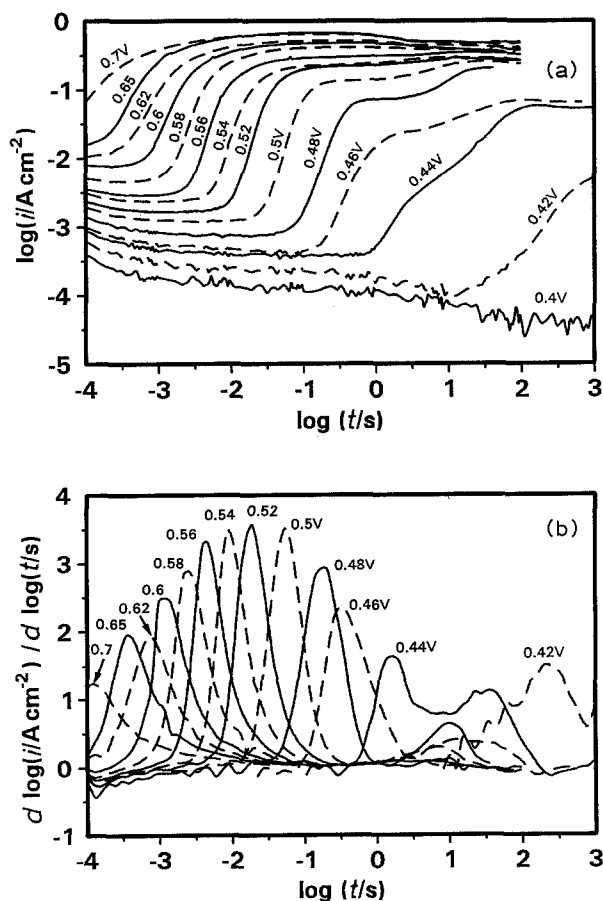 (a)
0
-1
-2
-3
-4
-5
log(i/A cm⁻²)
0.7V
0.65
0.62
0.6
0.58
0.56
0.54
0.52
0.5V
0.48V
0.46V
0.44V
0.42V
0.4V
-4 -3 -2 -1 0 1 2 3
log (t/s)
(b)
4
3
2
1
0
-1
d log(i/A cm⁻²) / d log(t/s)
0.7
0.65
0.62
0.6
0.58
0.56
0.54
0.52
0.5V
0.48V
0.46V
0.44V
0.42V
-4 -3 -2 -1 0 1 2 3
log (t/s)